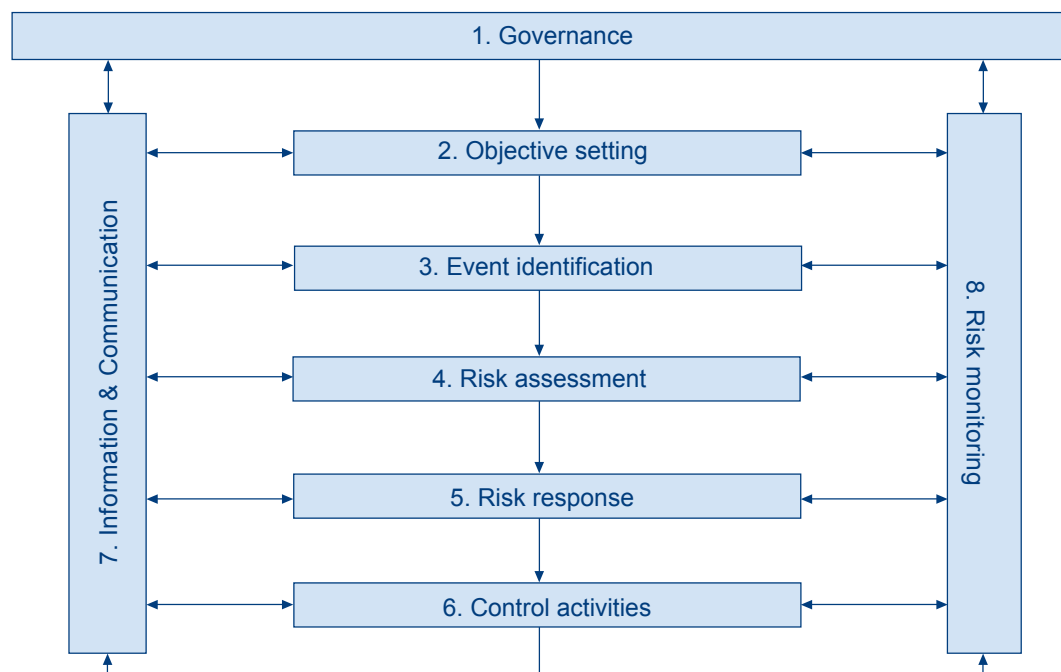 1. Governance
2. Objective setting
3. Event identification
4. Risk assessment
5. Risk response
6. Control activities
7. Information & Communication
8. Risk monitoring